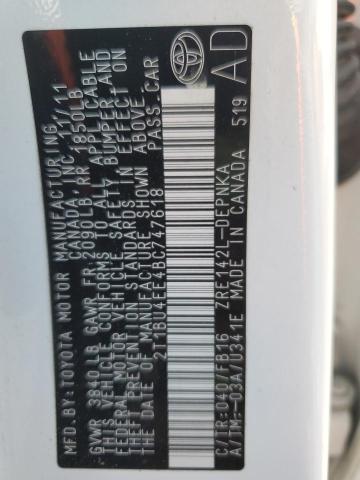 MFD. BY: TOYOTA MOTOR MANUFACTURING
CANADA, INC. 11/11
GVWR 3840LB GAWR FR:2090LB RR:1850LB
THIS VEHICLE CONFORMS TO ALL APPLICABLE
FEDERAL MOTOR VEHICLE SAFETY, BUMPER, AND
THEFT PREVENTION STANDARDS IN EFFECT ON
THE DATE OF MANUFACTURE SHOWN ABOVE.
2T1BU4EE4BC747618 PASS.CAR
TOYOTA
C/TR:040/FB16 ZRE142L-DEPNKA
A/TM:-03A/U341E MADE IN CANADA 519
AD